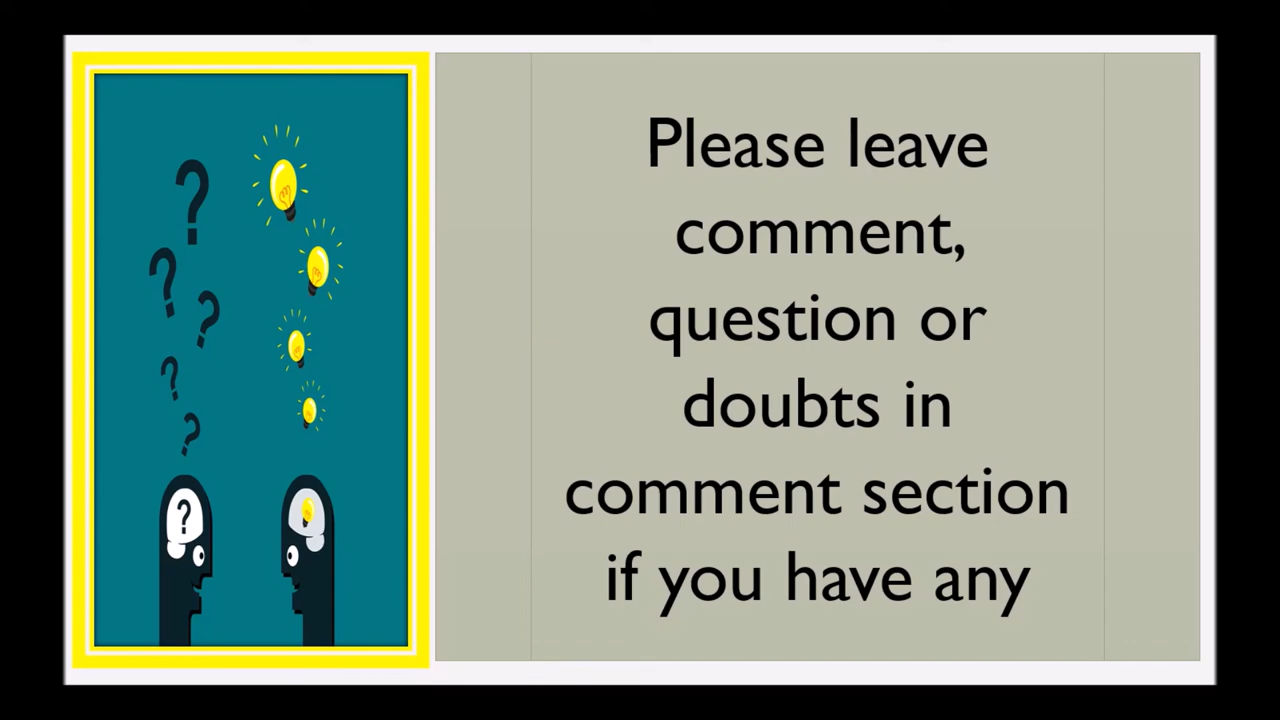 Please leave
comment,
question or
doubts in
comment section
if you have any